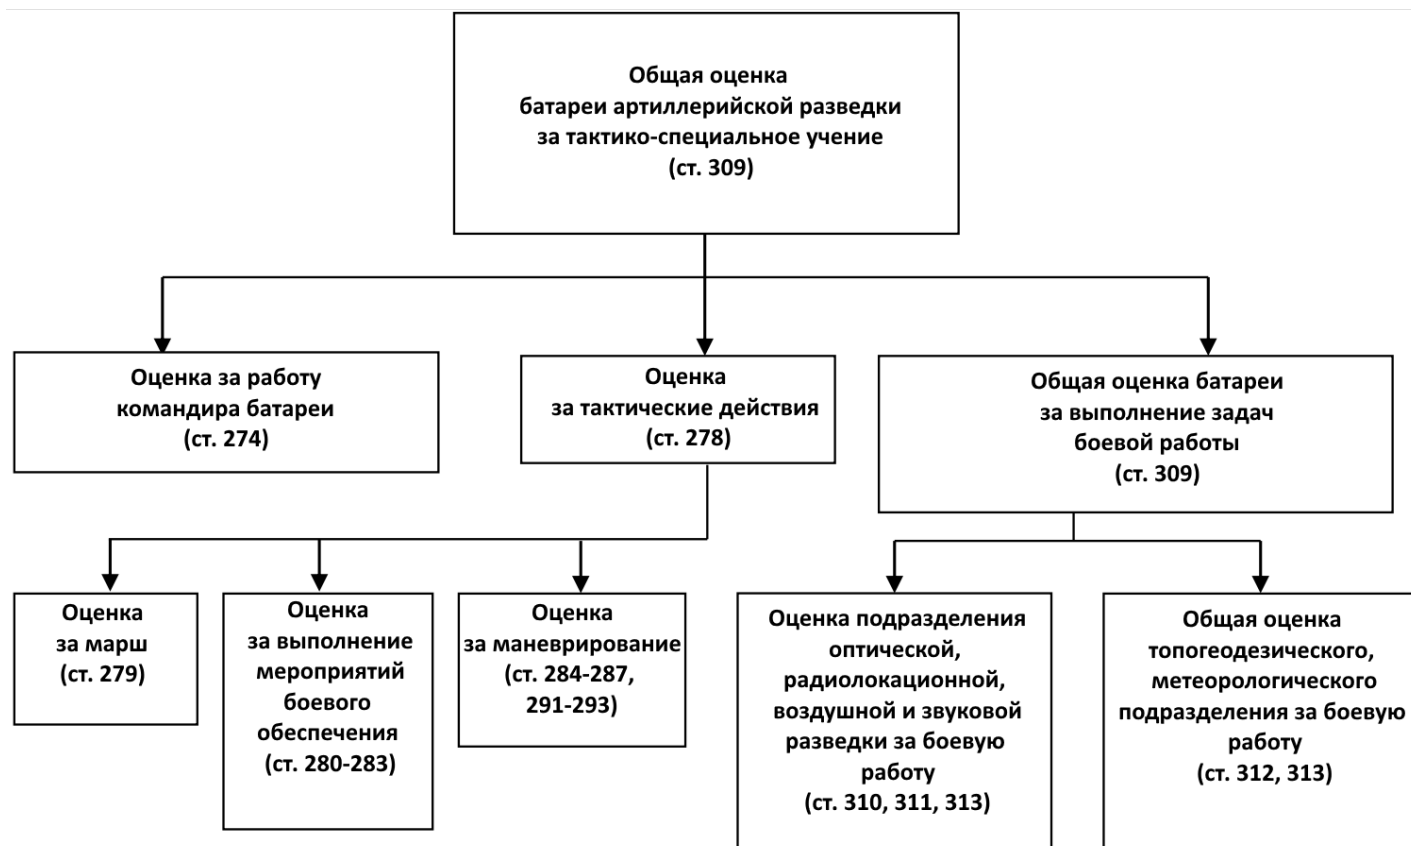 Общая оценка
батареи артиллерийской разведки
за тактико-специальное учение
(ст. 309)
Оценка за работу
командира батареи
(ст. 274)
Оценка
за тактические действия
(ст. 278)
Общая оценка батареи
за выполнение задач
боевой работы
(ст. 309)
Оценка
за марш
(ст. 279)
Оценка
за выполнение
мероприятий
боевого
обеспечения
(ст. 280-283)
Оценка
за маневрирование
(ст. 284-287,
291-293)
Оценка подразделения
оптической,
радиолокационной,
воздушной и звуковой
разведки за боевую
работу
(ст. 310, 311, 313)
Общая оценка
топогеодезического,
метеорологического
подразделения за боевую
работу
(ст. 312, 313)